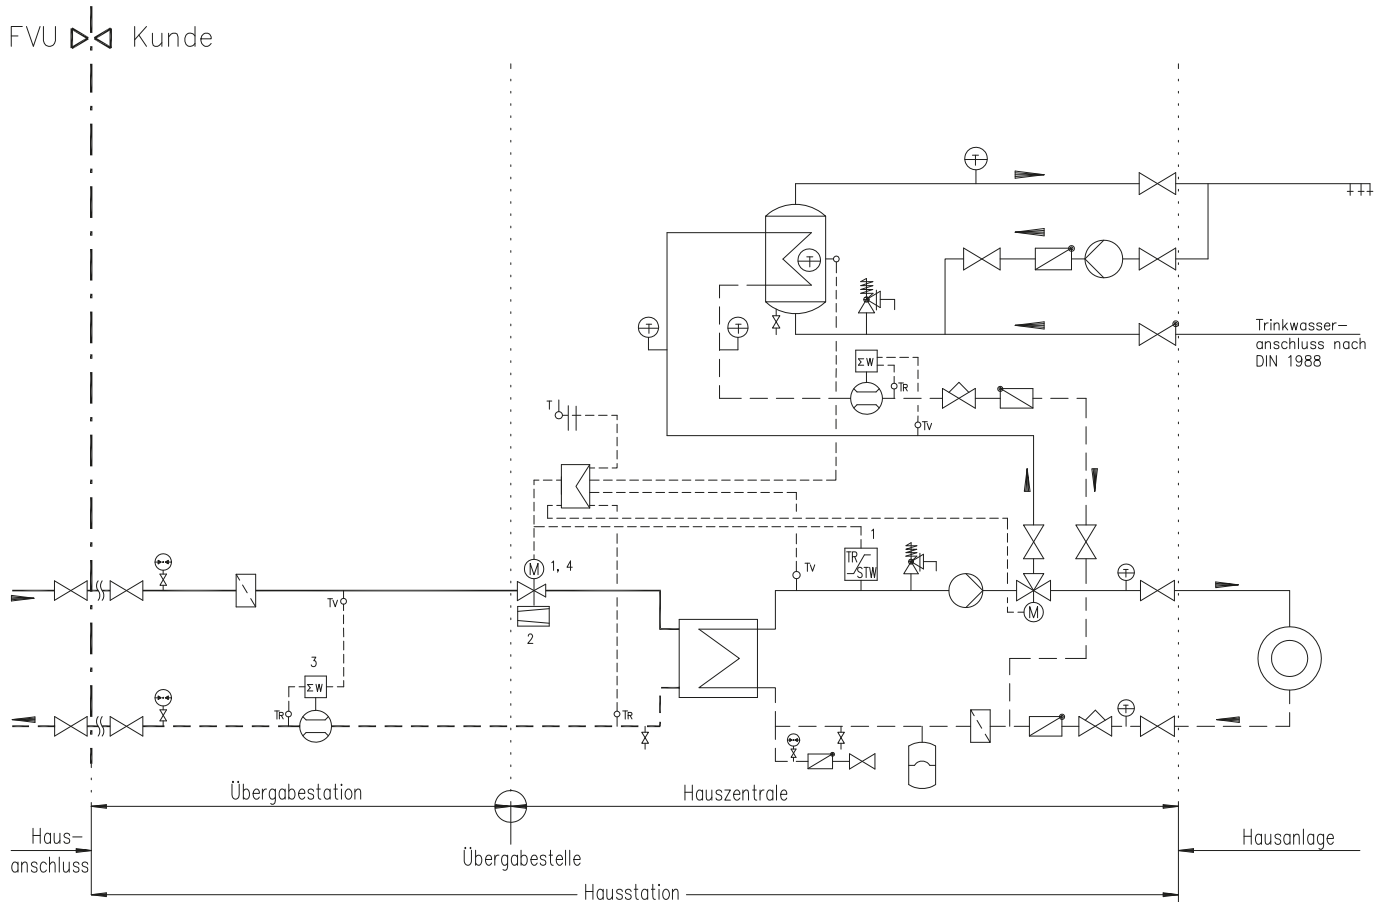 FVU Kunde
T
T
T
T
Trinkwasser-
anschluss nach
DIN 1988
ΣW
TR
T
TV
1
TR
STW
M
1, 4
TV
T
TV
M
2
3
ΣW
TR
TR
T
Übergabestation
Hauszentrale
Haus-
anschluss
Hausanlage
Übergabestelle
Hausstation